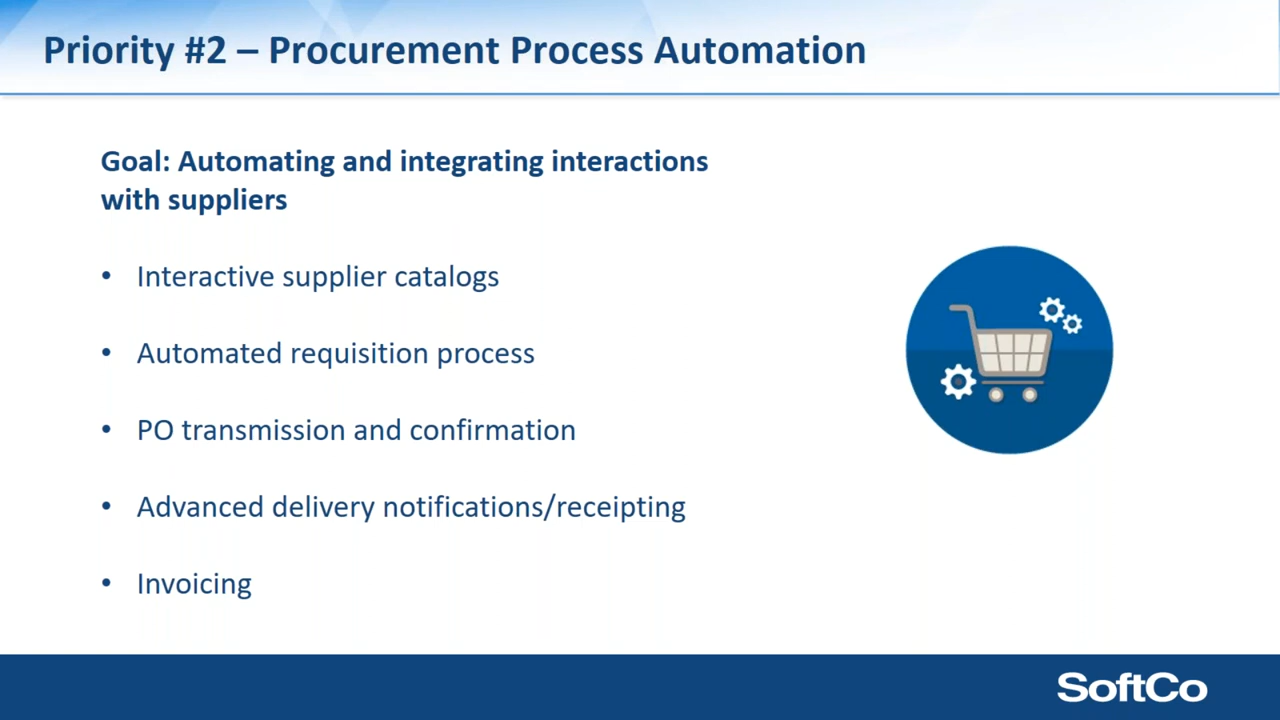 Priority #2 – Procurement Process Automation
Goal: Automating and integrating interactions
with suppliers
• Interactive supplier catalogs
• Automated requisition process
• PO transmission and confirmation
• Advanced delivery notifications/receipting
• Invoicing
SoftCo